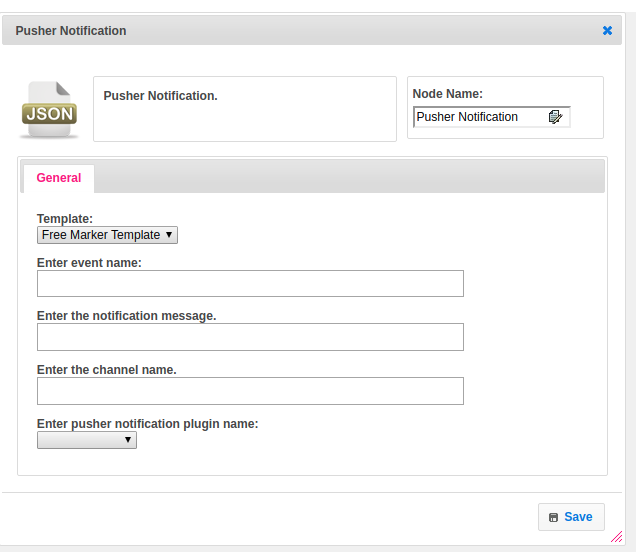 Pusher Notification
JSON
Pusher Notification.
Node Name:
Pusher Notification
General
Template:
Free Marker Template
Enter event name:
Enter the notification message.
Enter the channel name.
Enter pusher notification plugin name:
Save